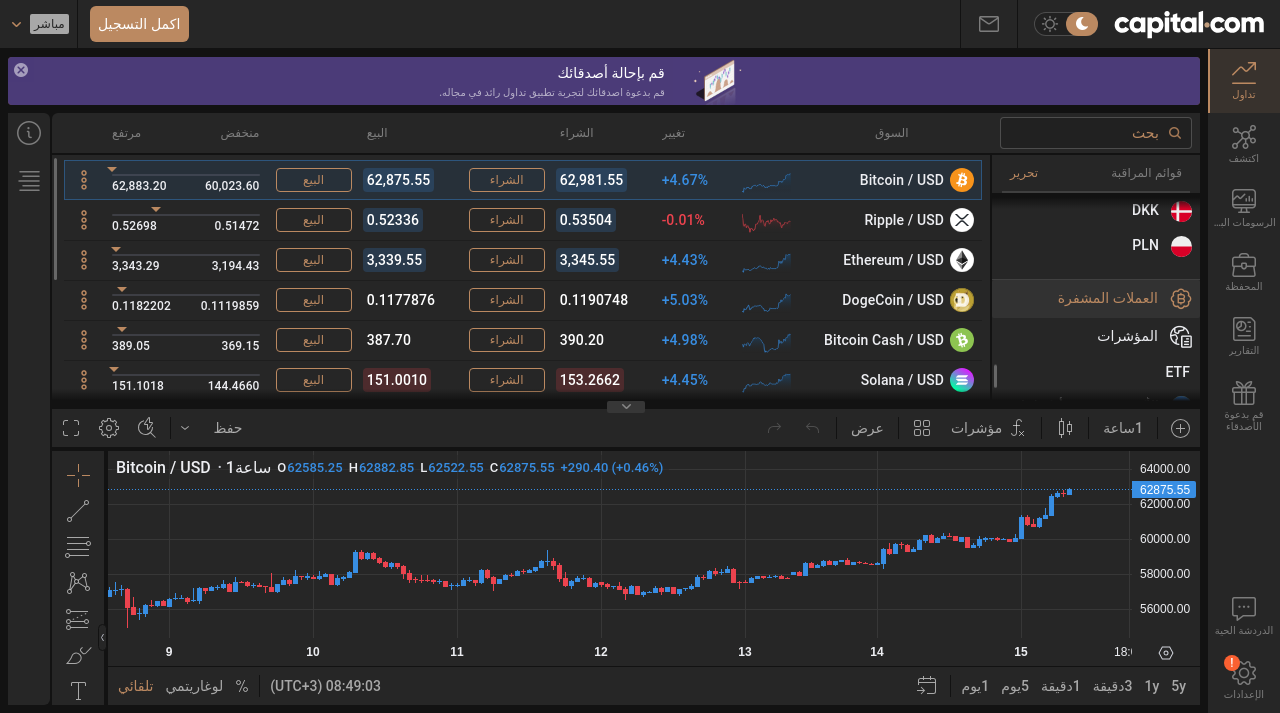 capital.com
اكمل التسجيل
مباشر
قم بإحالة أصدقائك
قم بدعوة اصدقائك لتجربة تطبيق تداول رائد في مجاله.
تداول
اكتشف
الرسومات البـ...
المحفظة
التقارير
قم بدعوة
الأصدقاء
الدردشة الحية
!
الإعدادات
بحث
قوائم المراقبة
تحرير
DKK
PLN
العملات المشفرة
المؤشرات
ETF
السوق تغيير الشراء البيع منخفض مرتفع
Bitcoin / USD +4.67% 62,981.55 الشراء 62,875.55 البيع 60,023.60 62,883.20
Ripple / USD -0.01% 0.53504 الشراء 0.52336 البيع 0.51472 0.52698
Ethereum / USD +4.43% 3,345.55 الشراء 3,339.55 البيع 3,194.43 3,343.29
DogeCoin / USD +5.03% 0.1190748 الشراء 0.1177876 البيع 0.1119859 0.1182202
Bitcoin Cash / USD +4.98% 390.20 الشراء 387.70 البيع 369.15 389.05
Solana / USD +4.45% 153.2662 الشراء 151.0010 البيع 144.4660 151.1018
1ساعة مؤشرات عرض حفظ
Bitcoin / USD · 1ساعة O62585.25 H62882.85 L62522.55 C62875.55 +290.40 (+0.46%)
64000.00
62875.55
62000.00
60000.00
58000.00
56000.00
9 10 11 12 13 14 15 18:
5y 1y 3دقيقة 1دقيقة 5يوم 1يوم
08:49:03 (UTC+3) % لوغاريتمي تلقائي